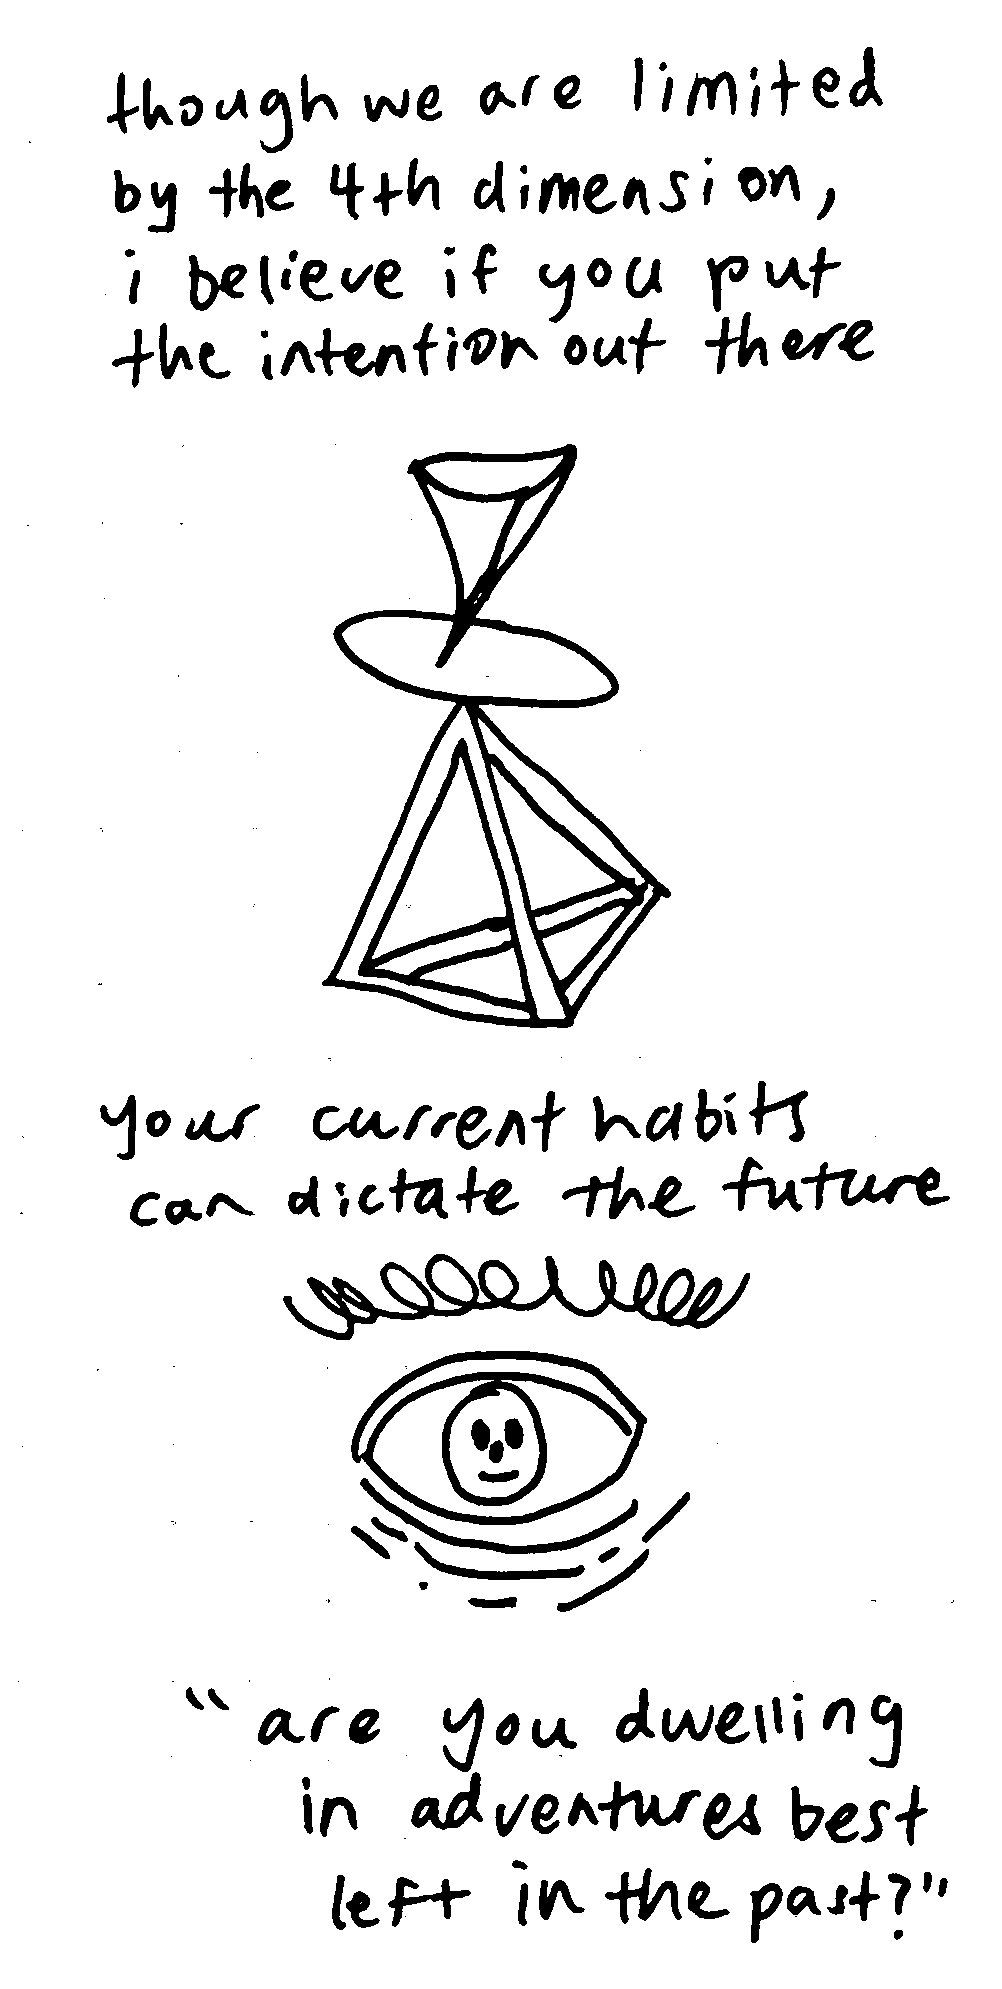 though we are limited
by the 4th dimension,
i believe if you put
the intention out there
your current habits
can dictate the future
"are you dwelling
in adventures best
left in the past?"